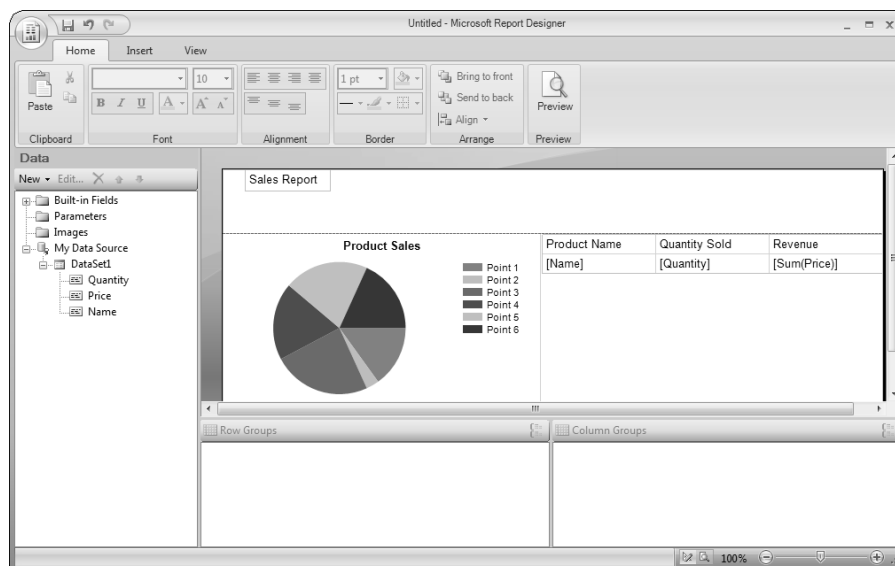 Untitled - Microsoft Report Designer
Home Insert View
Paste
10
1 pt
Bring to front
Send to back
Align
Preview
B I U A A A
Clipboard Font Alignment Border Arrange Preview
Data
New Edit...
Built-in Fields
Parameters
Images
My Data Source
DataSet1
Quantity
Price
Name
Sales Report
Product Sales
Point 1
Point 2
Point 3
Point 4
Point 5
Point 6
Product Name Quantity Sold Revenue
[Name] [Quantity] [Sum(Price)]
Row Groups
Column Groups
100%